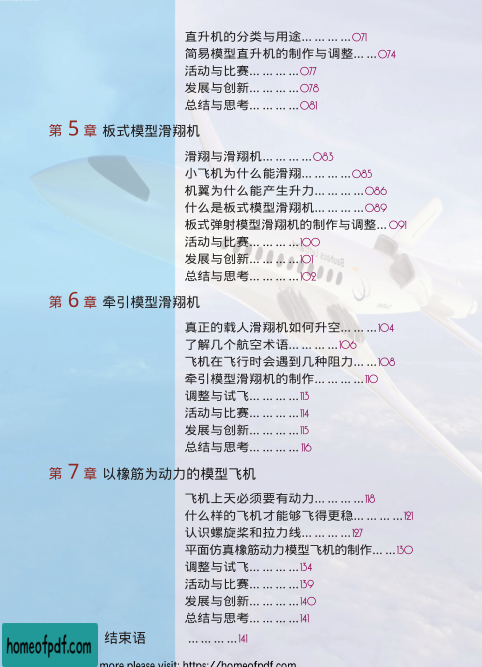 直升机的分类与用途…………071
简易模型直升机的制作与调整……074
活动与比赛…………077
发展与创新…………078
总结与思考…………081
第 5 章 板式模型滑翔机
滑翔与滑翔机…………083
小飞机为什么能滑翔…………085
机翼为什么能产生升力…………086
什么是板式模型滑翔机…………089
板式弹射模型滑翔机的制作与调整…091
活动与比赛…………100
发展与创新…………101
总结与思考…………102
第 6 章 牵引模型滑翔机
真正的载人滑翔机如何升空………104
了解几个航空术语…………106
飞机在飞行时会遇到几种阻力………108
牵引模型滑翔机的制作…………110
调整与试飞…………113
活动与比赛…………114
发展与创新…………115
总结与思考…………116
第 7 章 以橡筋为动力的模型飞机
飞机上天必须要有动力…………118
什么样的飞机才能够飞得更稳…………121
认识螺旋桨和拉力线…………127
平面仿真橡筋动力模型飞机的制作……130
调整与试飞…………134
活动与比赛…………139
发展与创新…………140
总结与思考…………141
结束语 …………141
homeofpdf.com
more please visit: https://homeofpdf.com